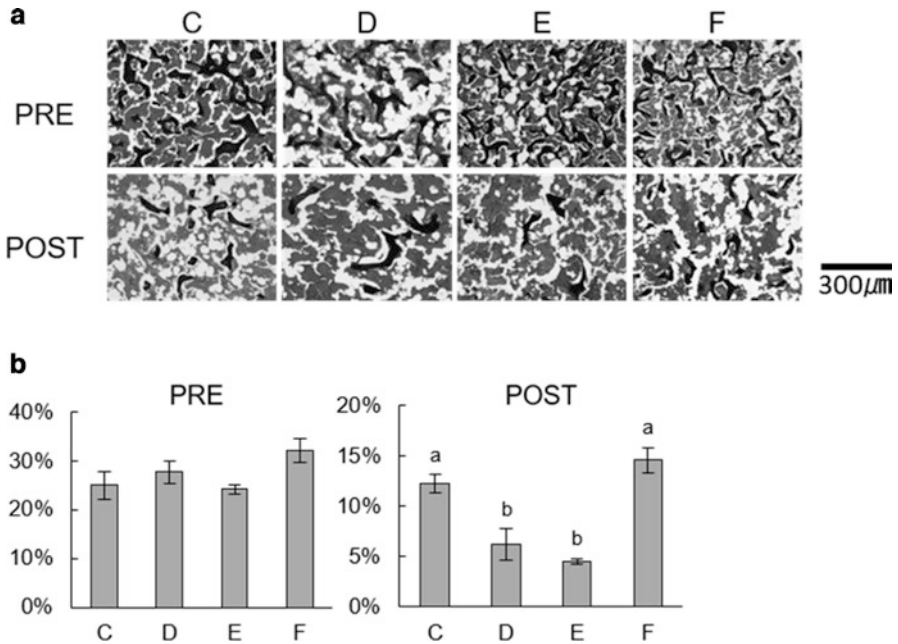 a
C D E F
PRE
POST
300μm
b
PRE
40%
30%
20%
10%
0%
C D E F
POST
20%
15%
10%
5%
0%
a b b a
C D E F